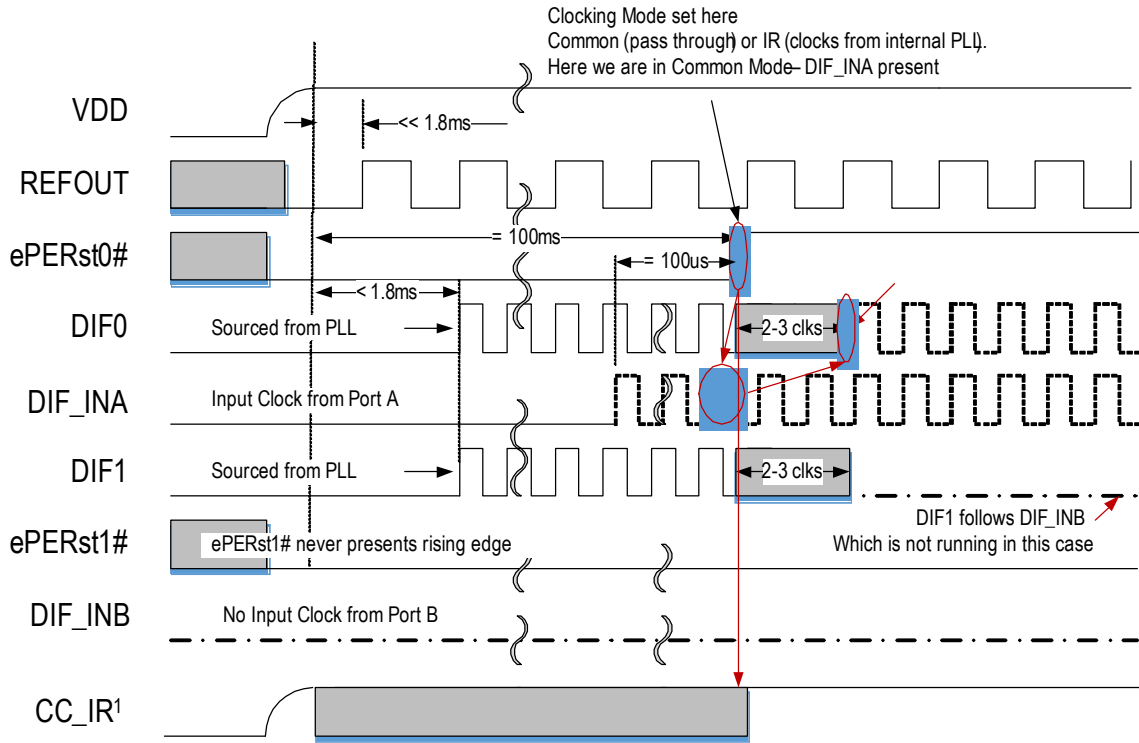 Clocking Mode set here
Common (pass through) or IR (clocks from internal PLL).
Here we are in Common Mode– DIF_INA present
VDD
<< 1.8ms
REFOUT
ePERst0#
= 100ms
= 100us
< 1.8ms
DIF0
Sourced from PLL
2-3 clks
DIF_INA
Input Clock from Port A
DIF1
Sourced from PLL
2-3 clks
DIF1 follows DIF_INB
Which is not running in this case
ePERst1#
ePERst1# never presents rising edge
DIF_INB
No Input Clock from Port B
CC_IR¹